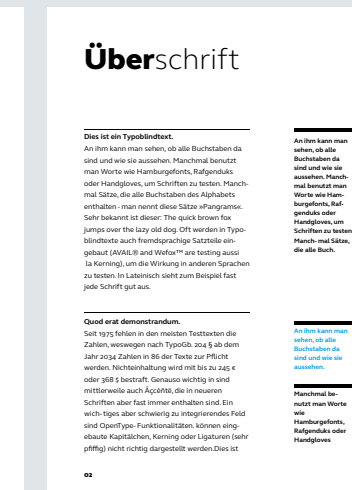 Überschrift
Dies ist ein Typoblindtext.
An ihm kann man sehen, ob alle Buchstaben da
sind und wie sie aussehen. Manchmal benutzt
man Worte wie Hamburgefonts, Rafgenduks
oder Handgloves, um Schriften zu testen. Manch-
mal Sätze, die alle Buchstaben des Alphabets
enthalten - man nennt diese Sätze »Pangrams«.
Sehr bekannt ist dieser: The quick brown fox
jumps over the lazy old dog. Oft werden in Typo-
blindtexte auch fremdsprachige Satzteile ein-
gebaut (AVAIL® and Wefox™ are testing aussi
la Kerning), um die Wirkung in anderen Sprachen
zu testen. In Lateinisch sieht zum Beispiel fast
jede Schrift gut aus.
Quod erat demonstrandum.
Seit 1975 fehlen in den meisten Testtexten die
Zahlen, weswegen nach TypoGb. 204 § ab dem
Jahr 2034 Zahlen in 86 der Texte zur Pflicht
werden. Nichteinhaltung wird mit bis zu 245 €
oder 368 $ bestraft. Genauso wichtig in sind
mittlerweile auch Âçcèñtë, die in neueren
Schriften aber fast immer enthalten sind. Ein
wich-tiges aber schwierig zu integrierendes Feld
sind OpenType- Funktionalitäten. können eing-
ebaute Kapitälchen, Kerning oder Ligaturen (sehr
pfiffig) nicht richtig dargestellt werden.Dies ist
02
An ihm kann man
sehen, ob alle
Buchstaben da
sind und wie sie
aussehen. Manch-
mal benutzt man
Worte wie Ham-
burgefonts, Raf-
genduks oder
Handgloves, um
Schriften zu testen
Manch- mal Sätze,
die alle Buch.
An ihm kann man
sehen, ob alle
Buchstaben da
sind und wie sie
aussehen.
Manchmal be-
nutzt man Worte
wie
Hamburgefonts,
Rafgenduks oder
Handgloves